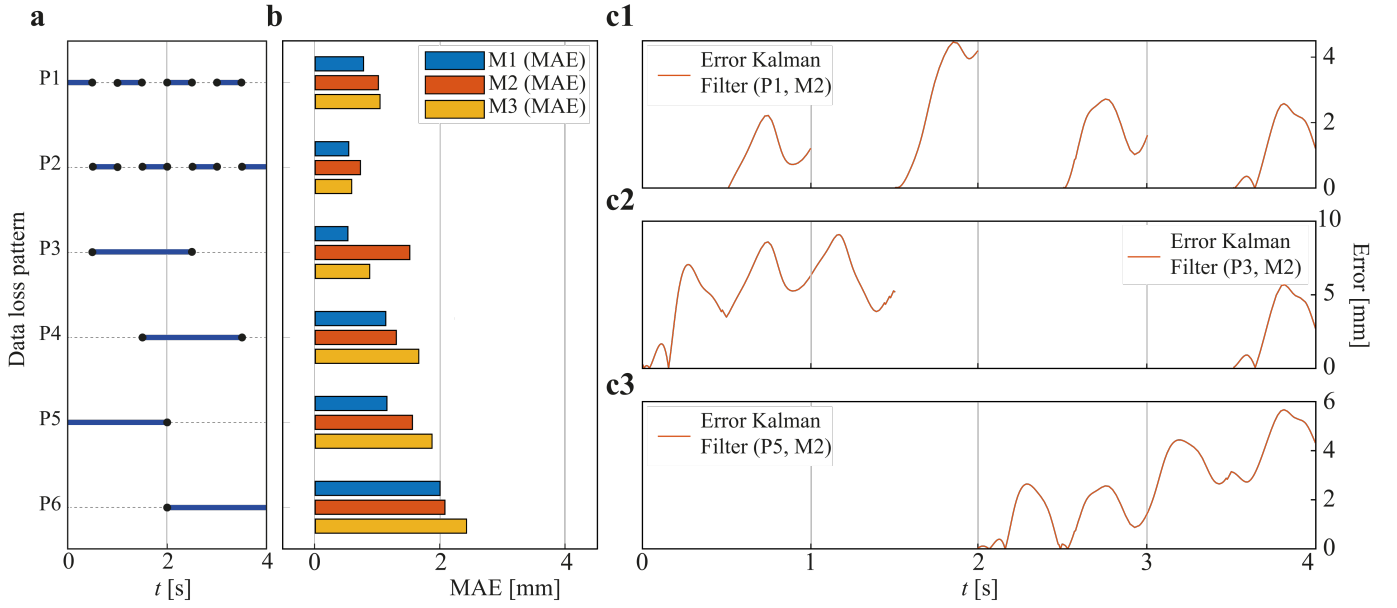 a
b
c1
P1
P2
P3
P4
P5
P6
Data loss pattern
0
2
4
t [s]
M1 (MAE)
M2 (MAE)
M3 (MAE)
0
2
4
MAE [mm]
Error Kalman
Filter (P1, M2)
4
2
0
c2
Error Kalman
Filter (P3, M2)
10
5
0
Error [mm]
c3
Error Kalman
Filter (P5, M2)
6
4
2
0
0
1
2
3
4
t [s]